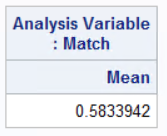 Analysis Variable
: Match
Mean
0.5833942